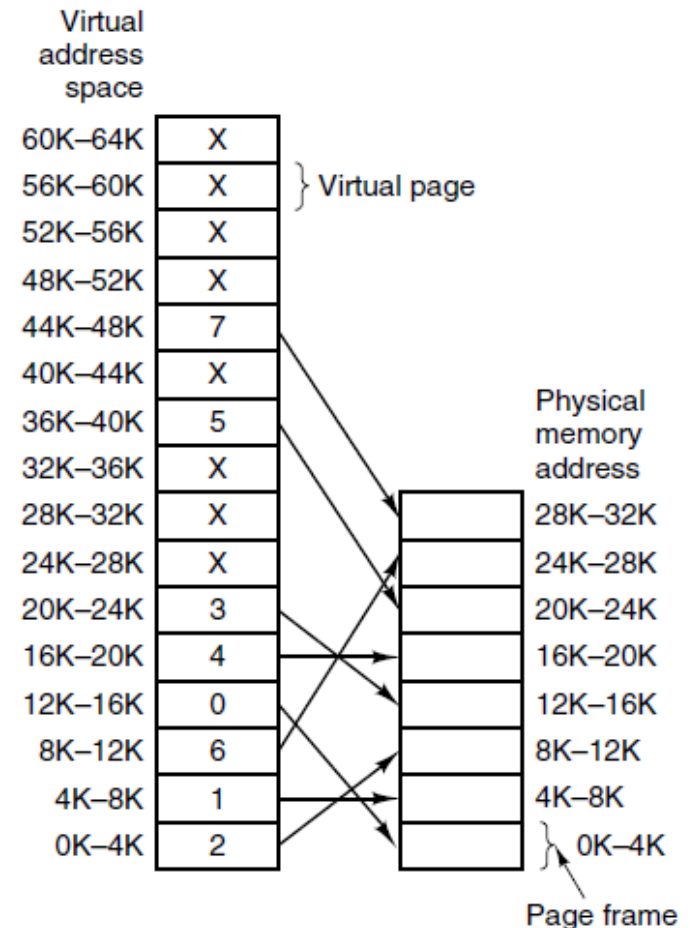 Virtual
address
space
60K–64K X
56K–60K X Virtual page
52K–56K X
48K–52K X
44K–48K 7
40K–44K X
36K–40K 5
32K–36K X
28K–32K X
24K–28K X
20K–24K 3
16K–20K 4
12K–16K 0
8K–12K 6
4K–8K 1
0K–4K 2
Physical
memory
address
28K–32K
24K–28K
20K–24K
16K–20K
12K–16K
8K–12K
4K–8K
0K–4K
Page frame